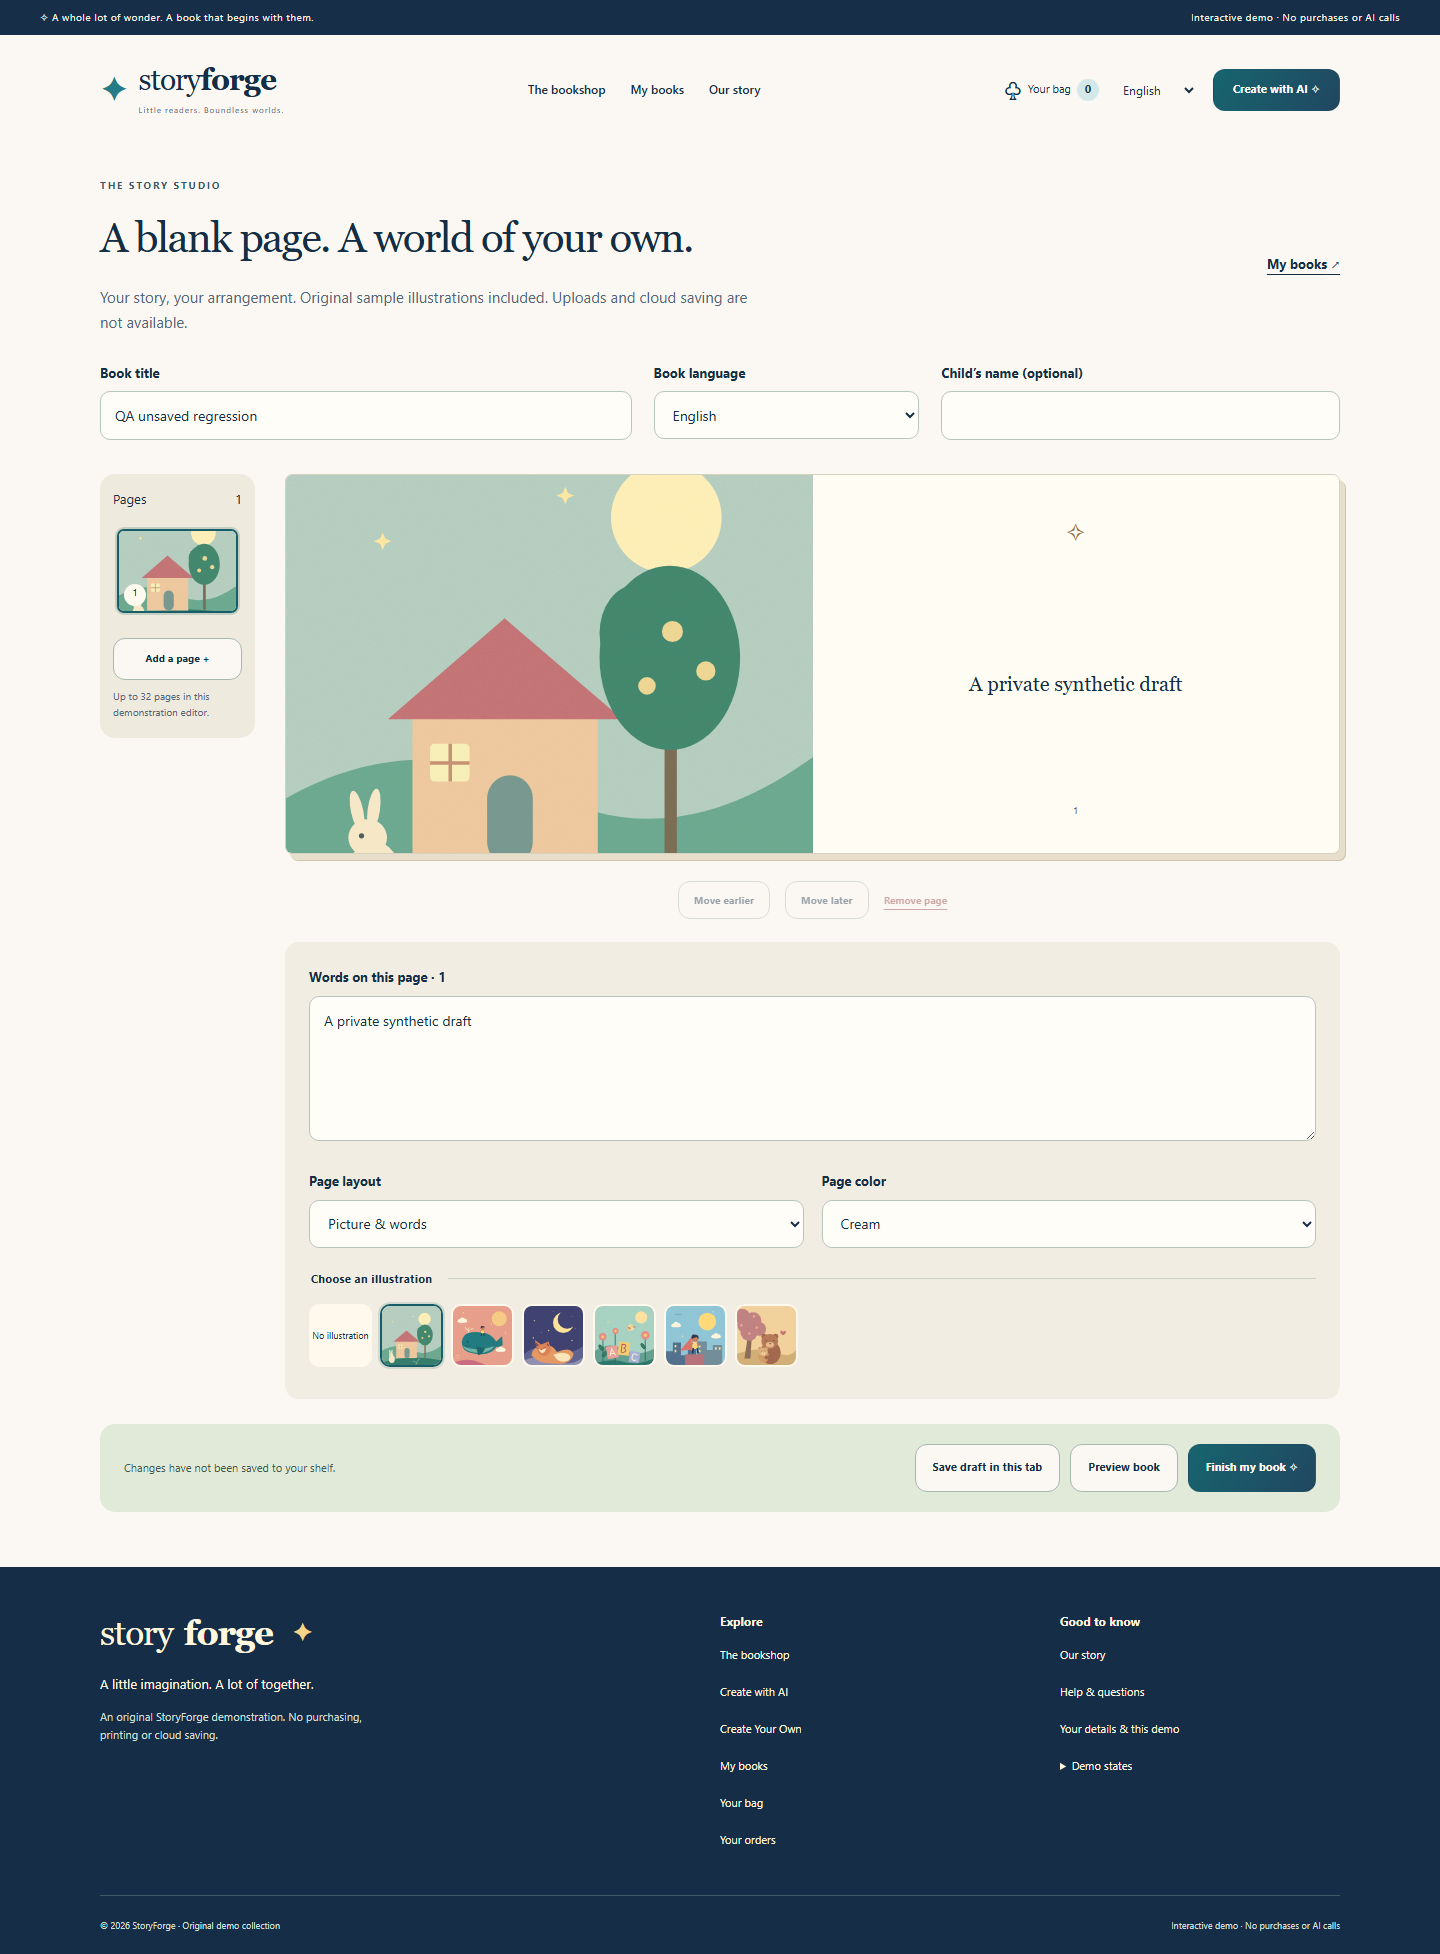 ✧ A whole lot of wonder. A book that begins with them.
Interactive demo · No purchases or AI calls
storyforge
Little readers. Boundless worlds.
The bookshop
My books
Our story
Your bag 0
English
Create with AI ✧
THE STORY STUDIO
A blank page. A world of your own.
My books ↗
Your story, your arrangement. Original sample illustrations included. Uploads and cloud saving are
not available.
Book title
Book language
Child's name (optional)
QA unsaved regression
English
Pages 1
1
Add a page +
Up to 32 pages in this
demonstration editor.
A private synthetic draft
1
Move earlier
Move later
Remove page
Words on this page · 1
A private synthetic draft
Page layout
Page color
Picture & words
Cream
Choose an illustration
No illustration
A B C
Changes have not been saved to your shelf.
Save draft in this tab
Preview book
Finish my book ✧
story forge
A little imagination. A lot of together.
An original StoryForge demonstration. No purchasing,
printing or cloud saving.
Explore
The bookshop
Create with AI
Create Your Own
My books
Your bag
Your orders
Good to know
Our story
Help & questions
Your details & this demo
▶ Demo states
© 2026 StoryForge · Original demo collection
Interactive demo · No purchases or AI calls